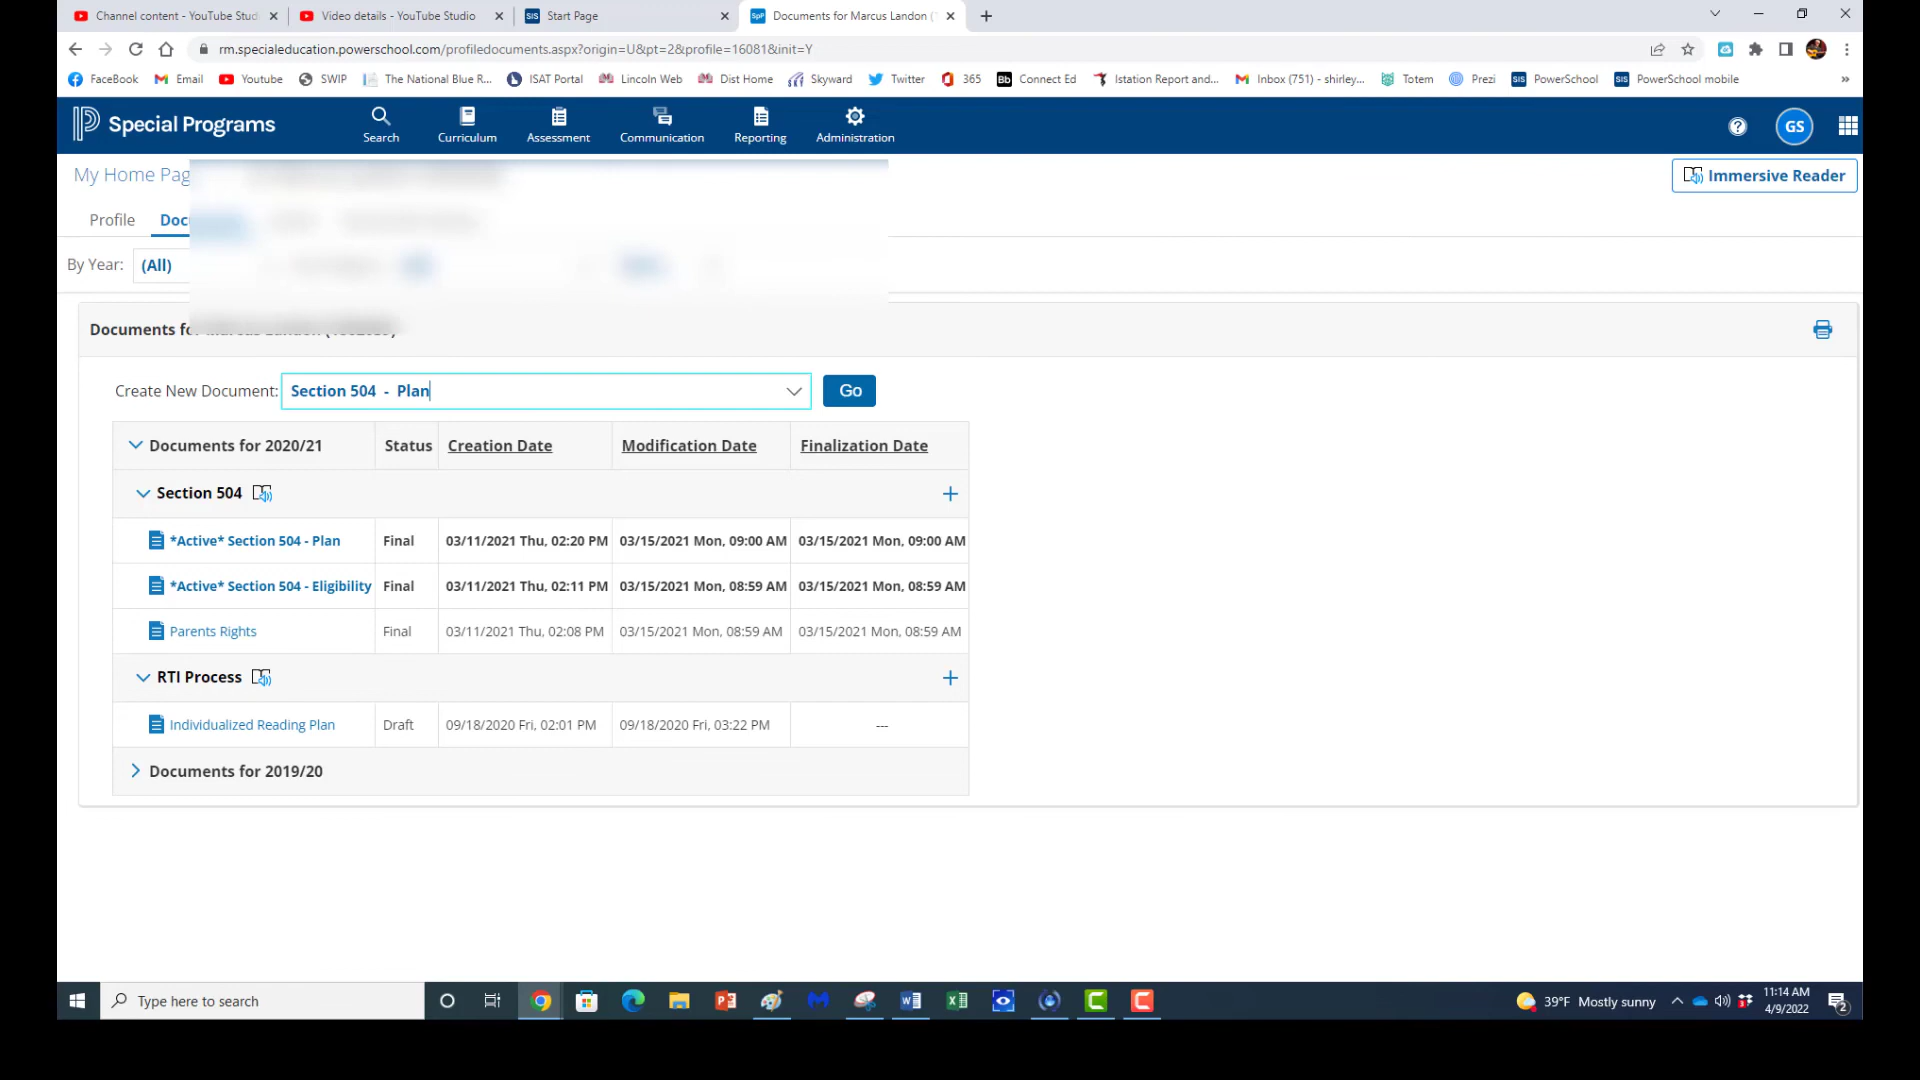 Channel content - YouTube Stud
Video details - YouTube Studio
SIS Start Page
SpP Documents for Marcus Landon (
rm.specialeducation.powerschool.com/profiledocuments.aspx?origin=U&pt=2&profile=16081&init=Y
FaceBook Email Youtube SWIP The National Blue R... ISAT Portal Lincoln Web Dist Home Skyward Twitter 365 Bb Connect Ed Istation Report and... Inbox (751) - shirley... Totem Prezi SIS PowerSchool SIS PowerSchool mobile »
Special Programs
Search Curriculum Assessment Communication Reporting Administration
GS
My Home Pag
Immersive Reader
Profile Doc
By Year: (All)
Documents fo
Create New Document: Section 504 - Plan Go
Documents for 2020/21 Status Creation Date Modification Date Finalization Date
Section 504 +
*Active* Section 504 - Plan Final 03/11/2021 Thu, 02:20 PM 03/15/2021 Mon, 09:00 AM 03/15/2021 Mon, 09:00 AM
*Active* Section 504 - Eligibility Final 03/11/2021 Thu, 02:11 PM 03/15/2021 Mon, 08:59 AM 03/15/2021 Mon, 08:59 AM
Parents Rights Final 03/11/2021 Thu, 02:08 PM 03/15/2021 Mon, 08:59 AM 03/15/2021 Mon, 08:59 AM
RTI Process +
Individualized Reading Plan Draft 09/18/2020 Fri, 02:01 PM 09/18/2020 Fri, 03:22 PM ---
Documents for 2019/20
Type here to search
39°F Mostly sunny
11:14 AM
4/9/2022
2